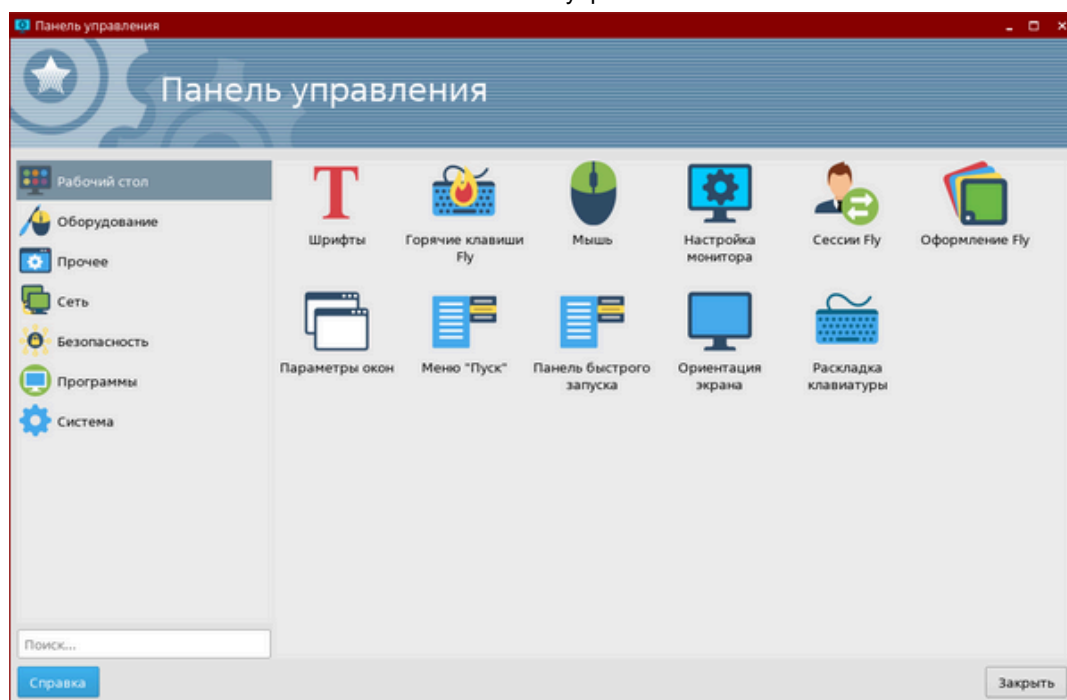 Панель управления
Панель управления
Рабочий стол
Оборудование
Прочее
Сеть
Безопасность
Программы
Система
Шрифты
Горячие клавиши
Fly
Мышь
Настройка
монитора
Сессии Fly
Оформление Fly
Параметры окон
Меню "Пуск"
Панель быстрого
запуска
Ориентация
экрана
Раскладка
клавиатуры
Поиск...
Справка
Закрыть